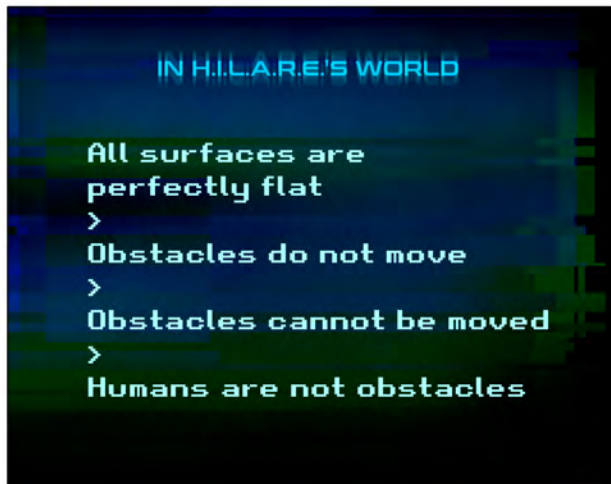 IN H.I.L.A.R.E.'S WORLD
All surfaces are
perfectly flat
>
Obstacles do not move
>
Obstacles cannot be moved
>
Humans are not obstacles